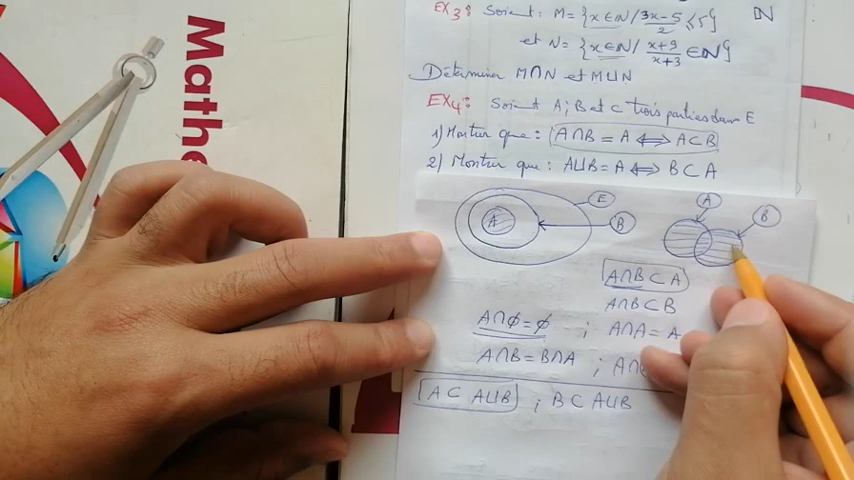 EX3: Soient: M = {x ∈ ℕ / (3x-5)/2 ≤ 5} ℕ
et N = {x ∈ ℕ / (x+9)/(x+3) ∈ ℕ}
Déterminer M∩N et M∪N
EX4: Soient A ; B et C trois parties dans E
1) Montrer que : A∩B = A ⟺ A⊂B
2) Montrer que : A∪B = A ⟺ B⊂A
A E B A B
A∩B ⊂ A
A∩B ⊂ B
A∩∅ = ∅ ; A∩A = A
A∩B = B∩A ; A∩
A ⊂ A∪B ; B ⊂ A∪B
Mathe